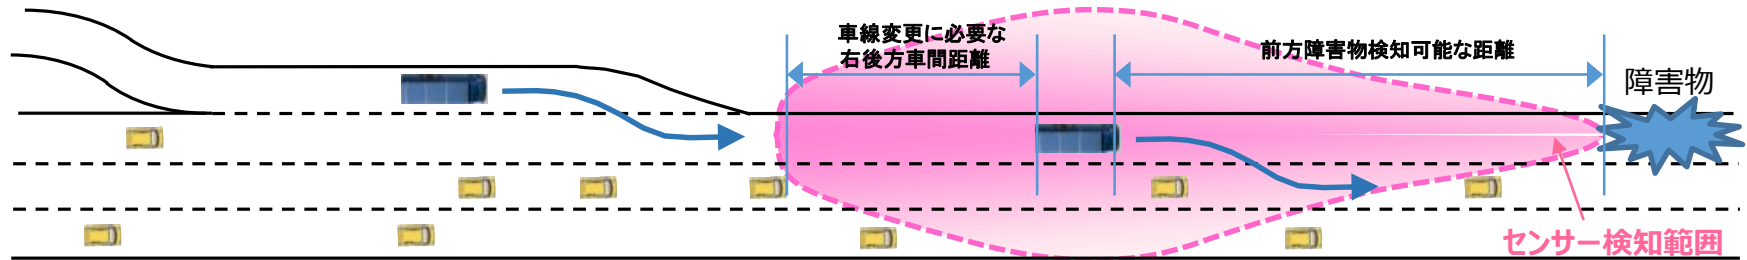 車線変更に必要な
右後方車間距離
前方障害物検知可能な距離
障害物
センサー検知範囲